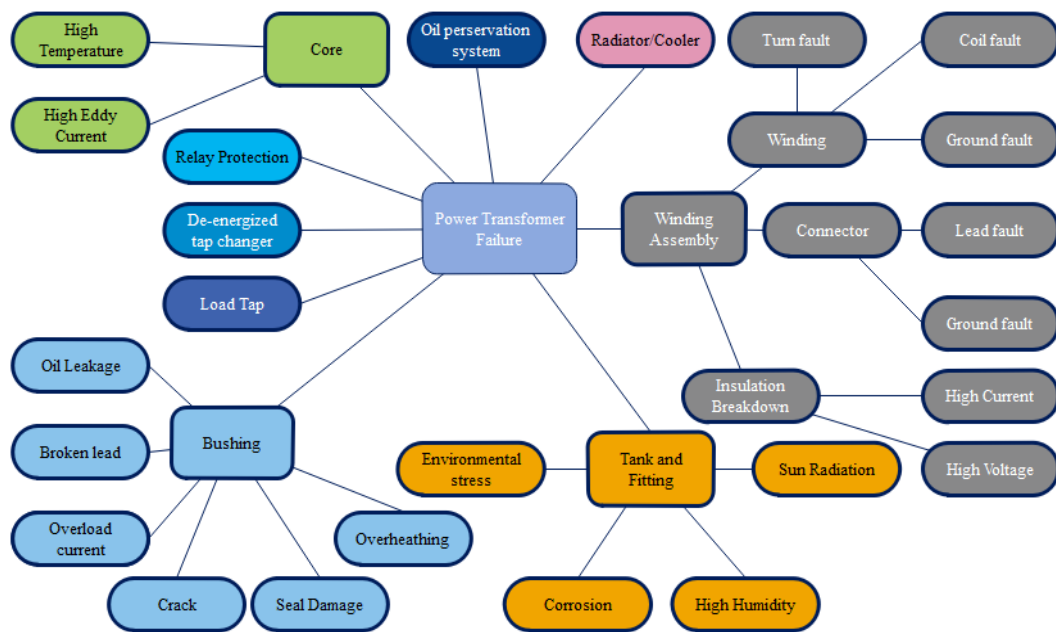 High
Temperature
Core
Oil perservation
system
Radiator/Cooler
Turn fault
Coil fault
High Eddy
Current
Relay Protection
Winding
Ground fault
De-energized
tap changer
Power Transformer
Failure
Winding
Assembly
Connector
Lead fault
Load Tap
Ground fault
Oil Leakage
Insulation
Breakdown
High Current
Bushing
Broken lead
Environmental
stress
Tank and
Fitting
Sun Radiation
High Voltage
Overload
current
Overheathing
Crack
Seal Damage
Corrosion
High Humidity